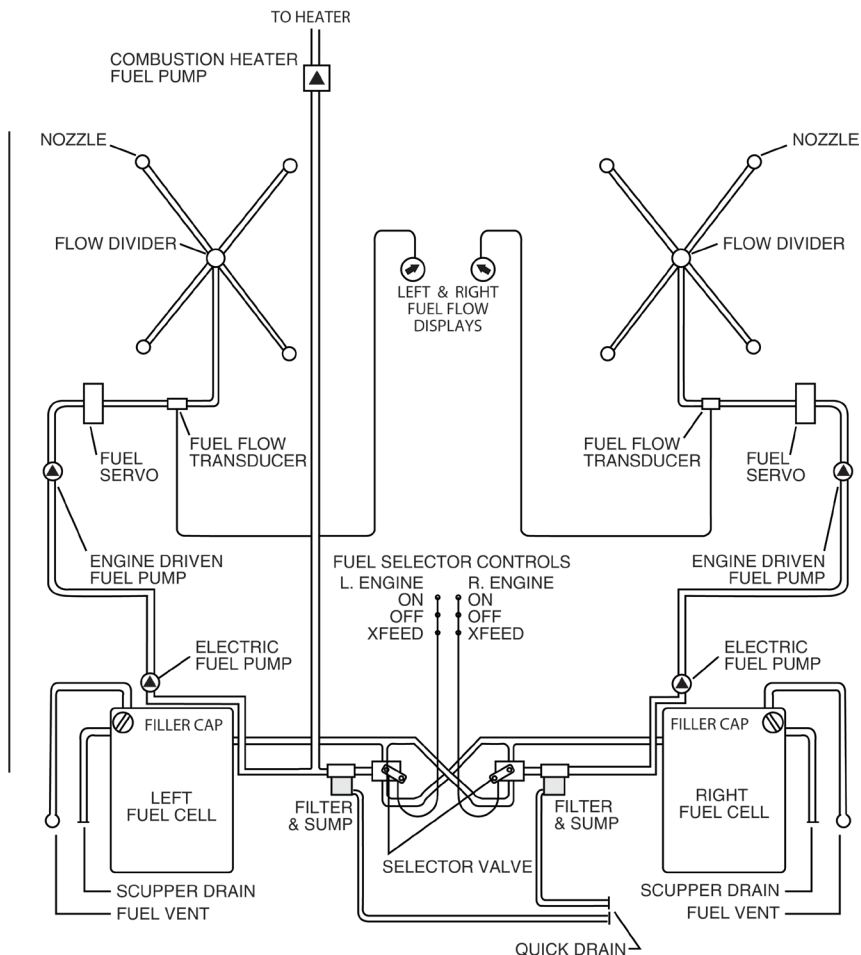 TO HEATER
COMBUSTION HEATER
FUEL PUMP
NOZZLE
NOZZLE
FLOW DIVIDER
FLOW DIVIDER
LEFT & RIGHT
FUEL FLOW
DISPLAYS
FUEL
SERVO
FUEL FLOW
TRANSDUCER
FUEL FLOW
TRANSDUCER
FUEL
SERVO
ENGINE DRIVEN
FUEL PUMP
FUEL SELECTOR CONTROLS
L. ENGINE
ON
OFF
XFEED
R. ENGINE
ON
OFF
XFEED
ENGINE DRIVEN
FUEL PUMP
ELECTRIC
FUEL PUMP
ELECTRIC
FUEL PUMP
FILLER CAP
FILLER CAP
LEFT
FUEL CELL
FILTER
& SUMP
FILTER
& SUMP
RIGHT
FUEL CELL
SELECTOR VALVE
SCUPPER DRAIN
FUEL VENT
SCUPPER DRAIN
FUEL VENT
QUICK DRAIN